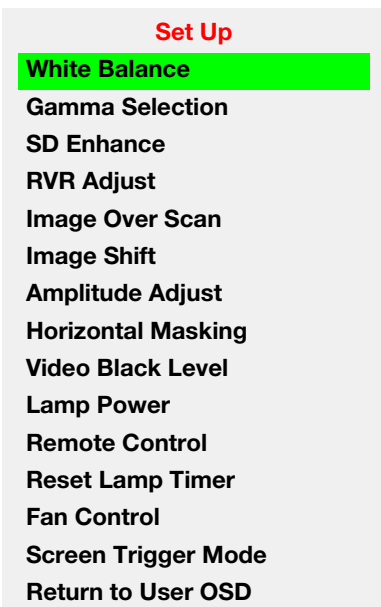 Set Up
White Balance
Gamma Selection
SD Enhance
RVR Adjust
Image Over Scan
Image Shift
Amplitude Adjust
Horizontal Masking
Video Black Level
Lamp Power
Remote Control
Reset Lamp Timer
Fan Control
Screen Trigger Mode
Return to User OSD